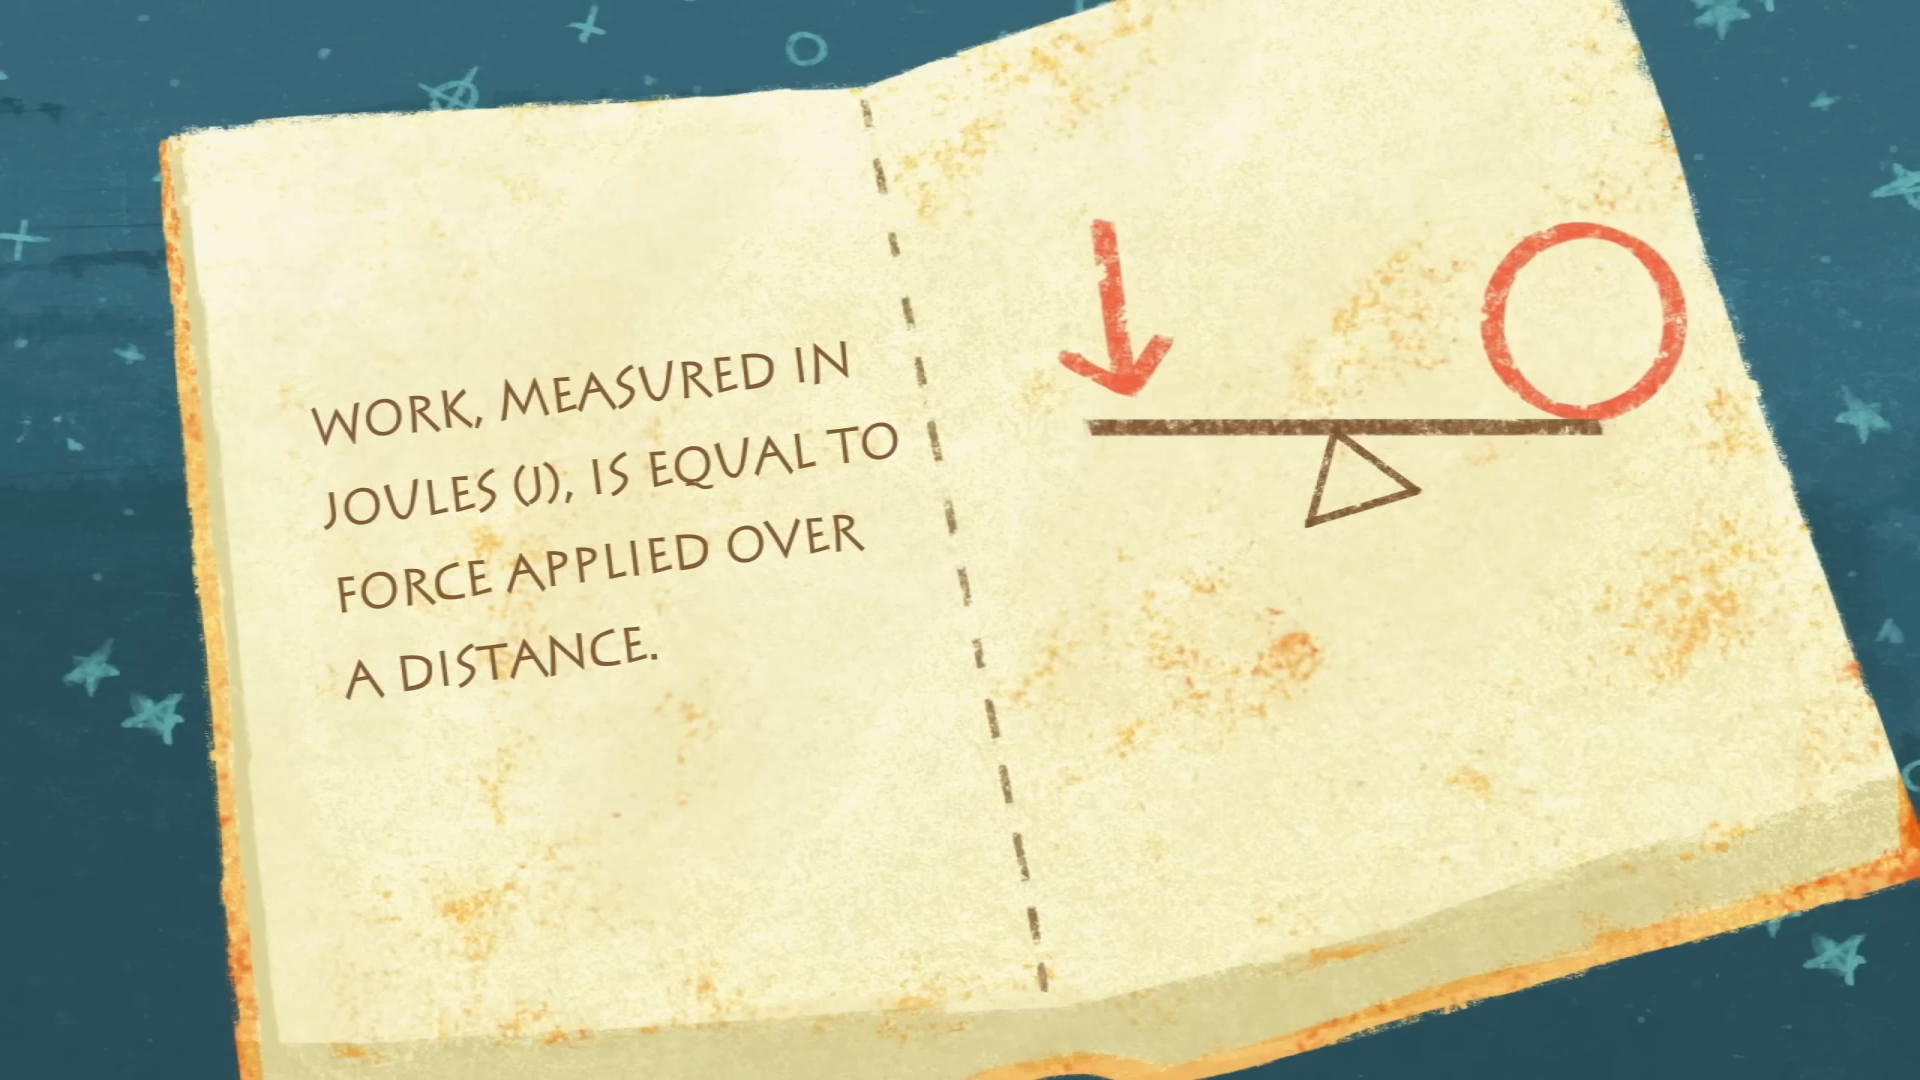 WORK, MEASURED IN
JOULES (J), IS EQUAL TO
FORCE APPLIED OVER
A DISTANCE.